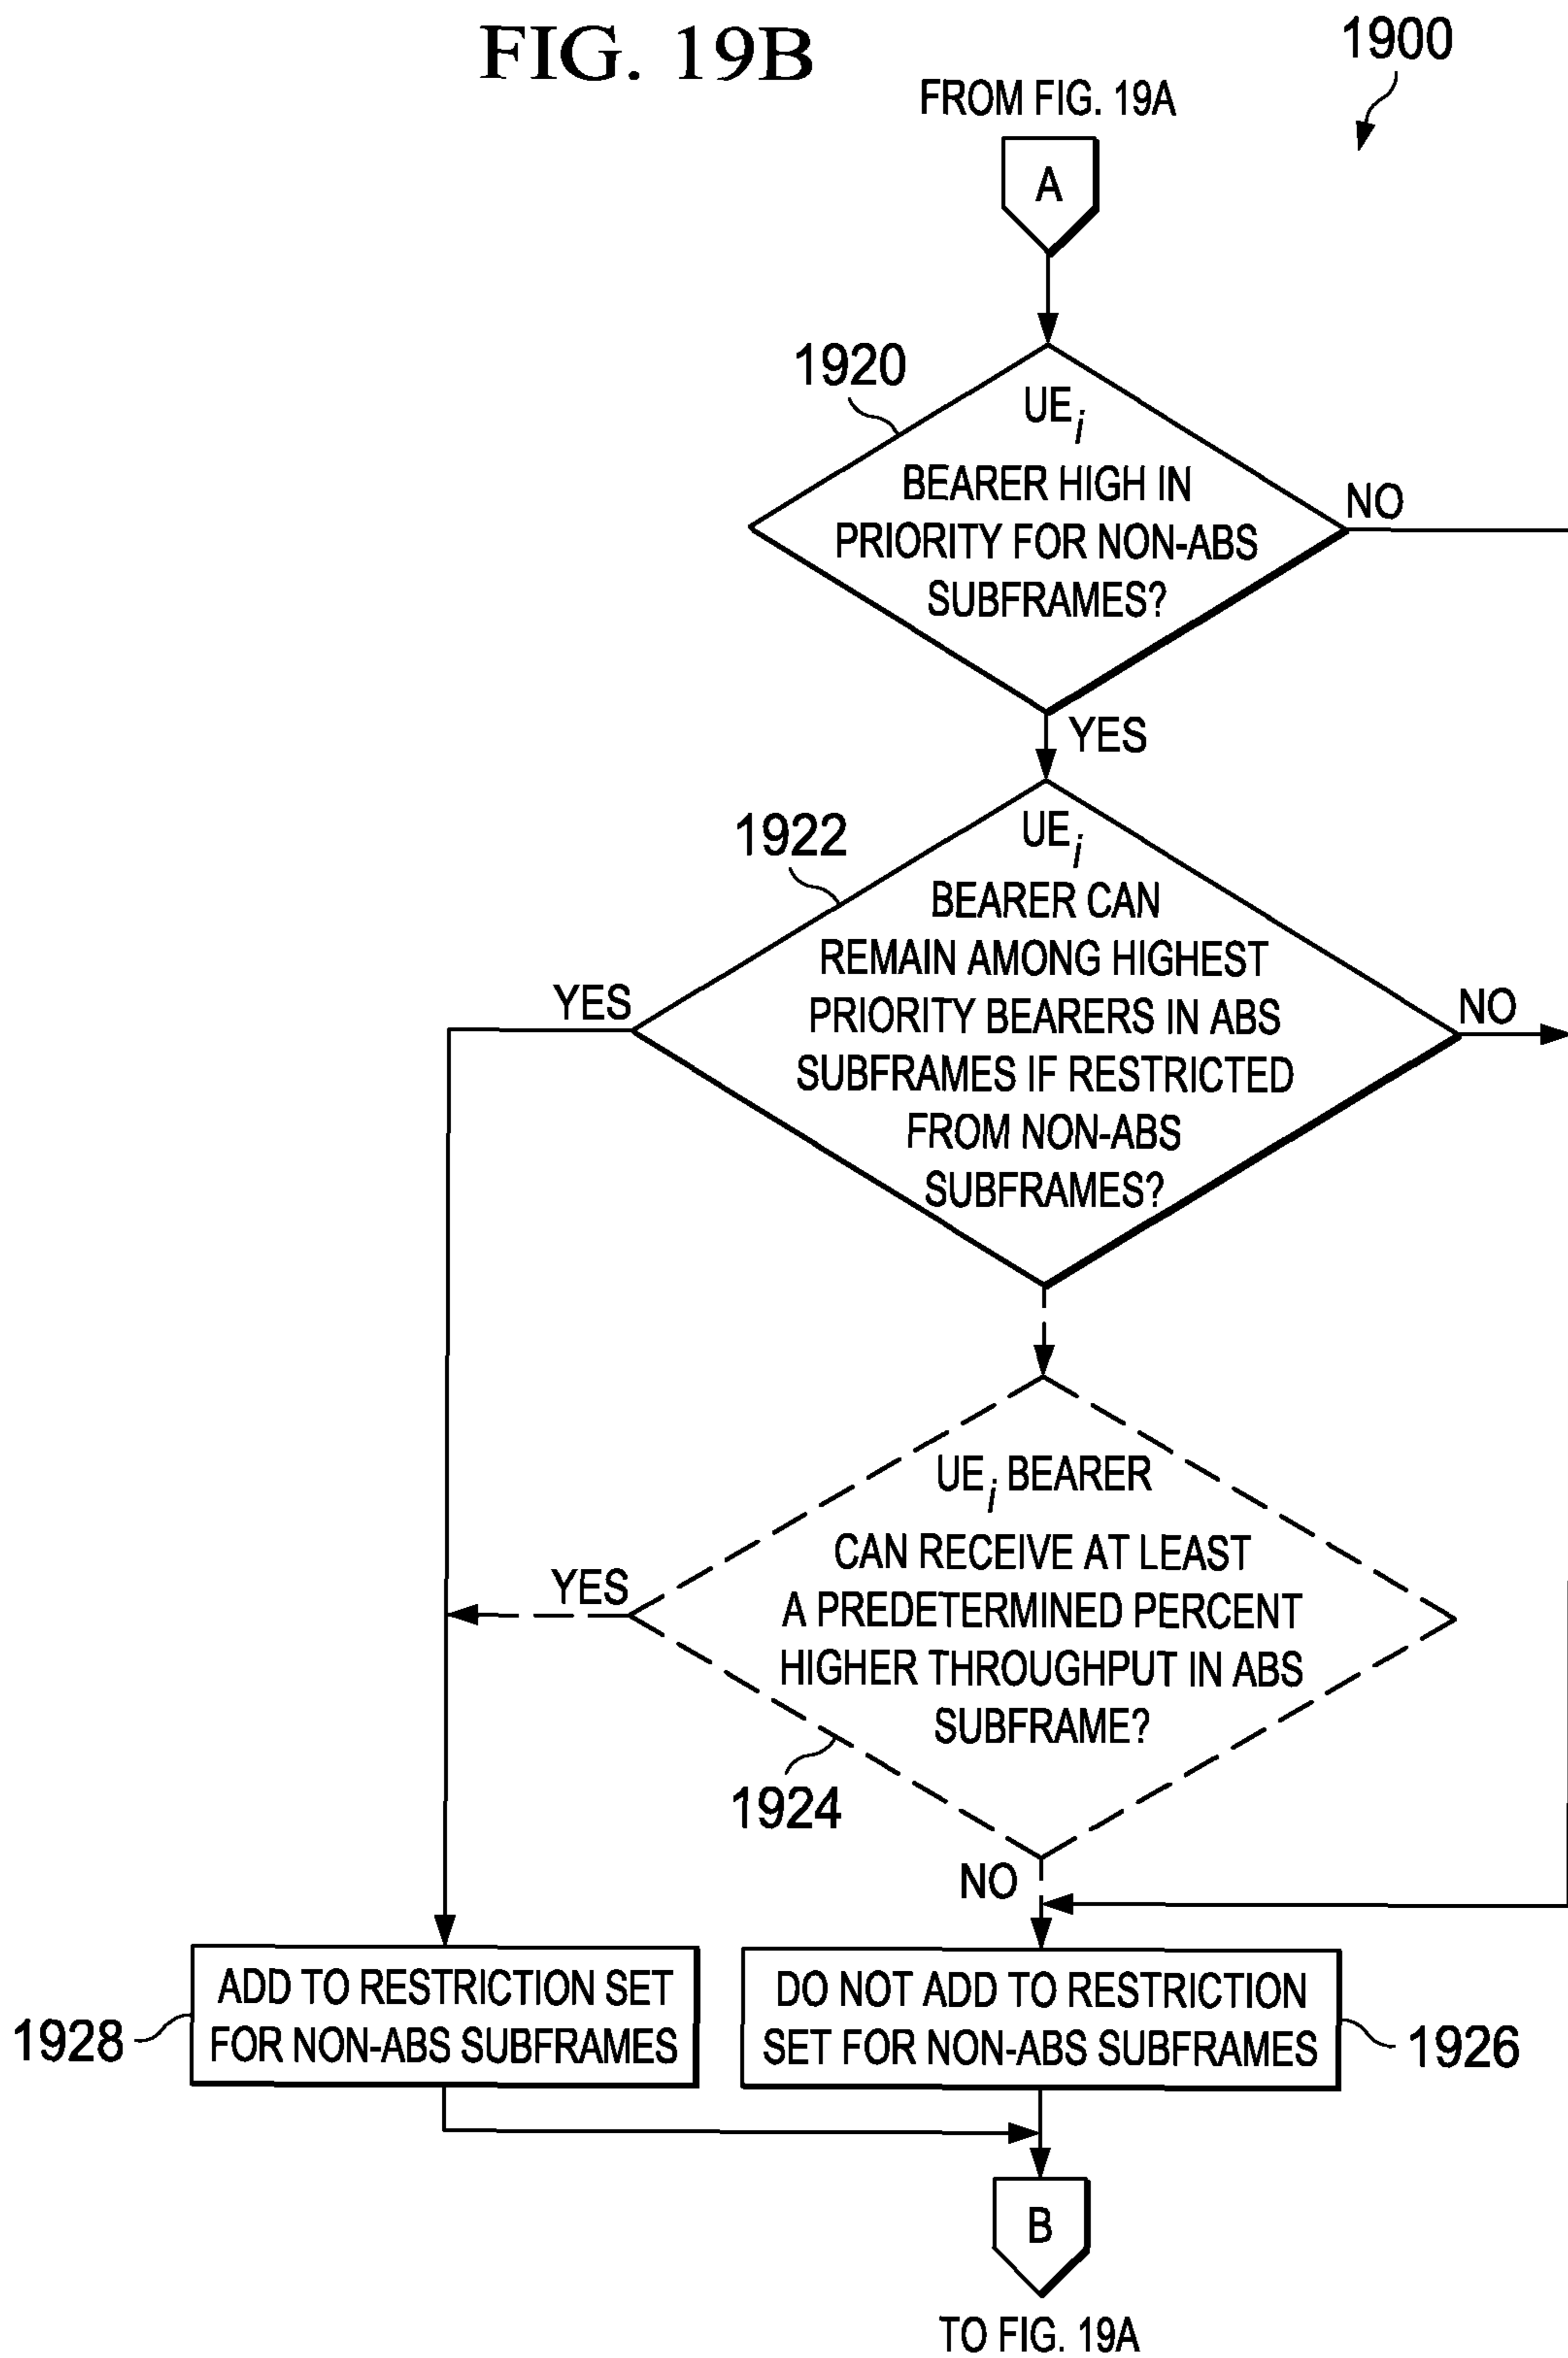 FIG. 19B
1900
FROM FIG. 19A
A
1920
UE i
BEARER HIGH IN
PRIORITY FOR NON-ABS
SUBFRAMES?
NO
YES
1922
UE i
BEARER CAN
REMAIN AMONG HIGHEST
PRIORITY BEARERS IN ABS
SUBFRAMES IF RESTRICTED
FROM NON-ABS
SUBFRAMES?
YES
NO
UE i BEARER
CAN RECEIVE AT LEAST
A PREDETERMINED PERCENT
HIGHER THROUGHPUT IN ABS
SUBFRAME?
YES
1924
NO
ADD TO RESTRICTION SET
FOR NON-ABS SUBFRAMES
1928
DO NOT ADD TO RESTRICTION
SET FOR NON-ABS SUBFRAMES
1926
B
TO FIG. 19A